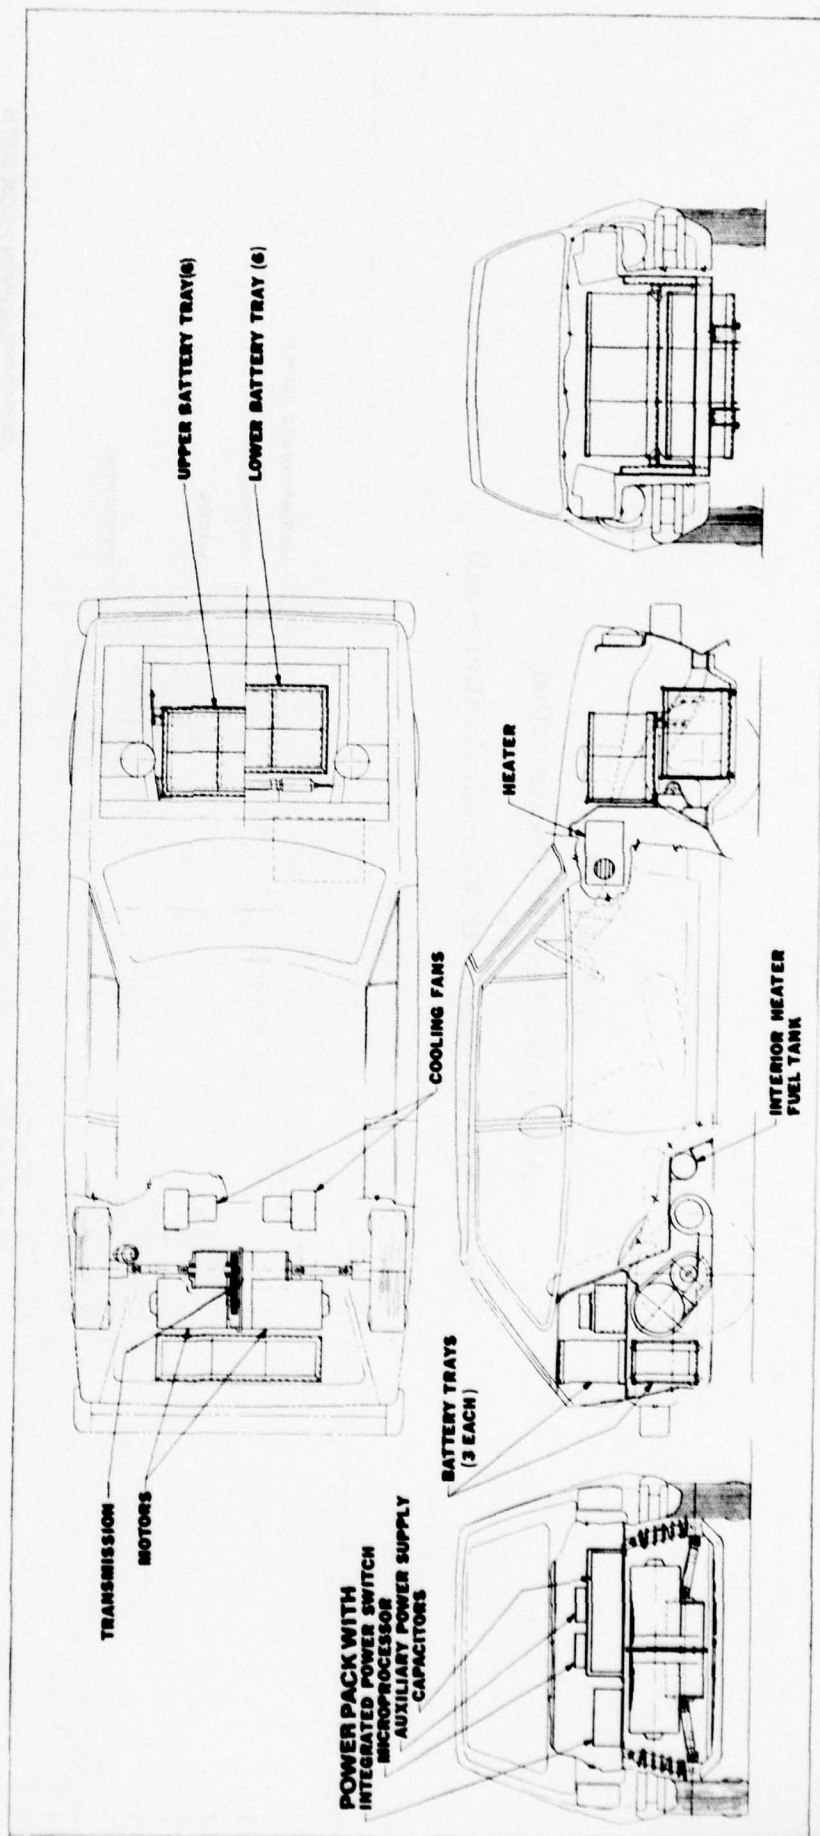 UPPER BATTERY TRAY(6)
LOWER BATTERY TRAY (6)
TRANSMISSION
MOTORS
COOLING FANS
POWER PACK WITH
INTEGRATED POWER SWITCH
MICROPROCESSOR
AUXILIARY POWER SUPPLY
CAPACITORS
BATTERY TRAYS
(3 EACH)
HEATER
INTERIOR HEATER
FUEL TANK